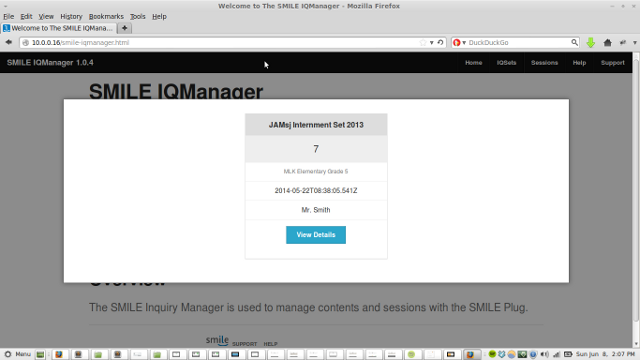 Welcome to The SMILE IQManager - Mozilla Firefox
File Edit View History Bookmarks Tools Help
Welcome to The SMILE IQMana...
10.0.0.16/smile-iqmanager.html
DuckDuckGo
SMILE IQManager 1.0.4
Home IQSets Sessions Help Support
SMILE IQManager
JAMsj Internment Set 2013
7
MLK Elementary Grade 5
2014-05-22T08:38:05.541Z
Mr. Smith
View Details
Overview
The SMILE Inquiry Manager is used to manage contents and sessions with the SMILE Plug.
smile SUPPORT HELP
Menu
Sun Jun 8, 2:07 PM